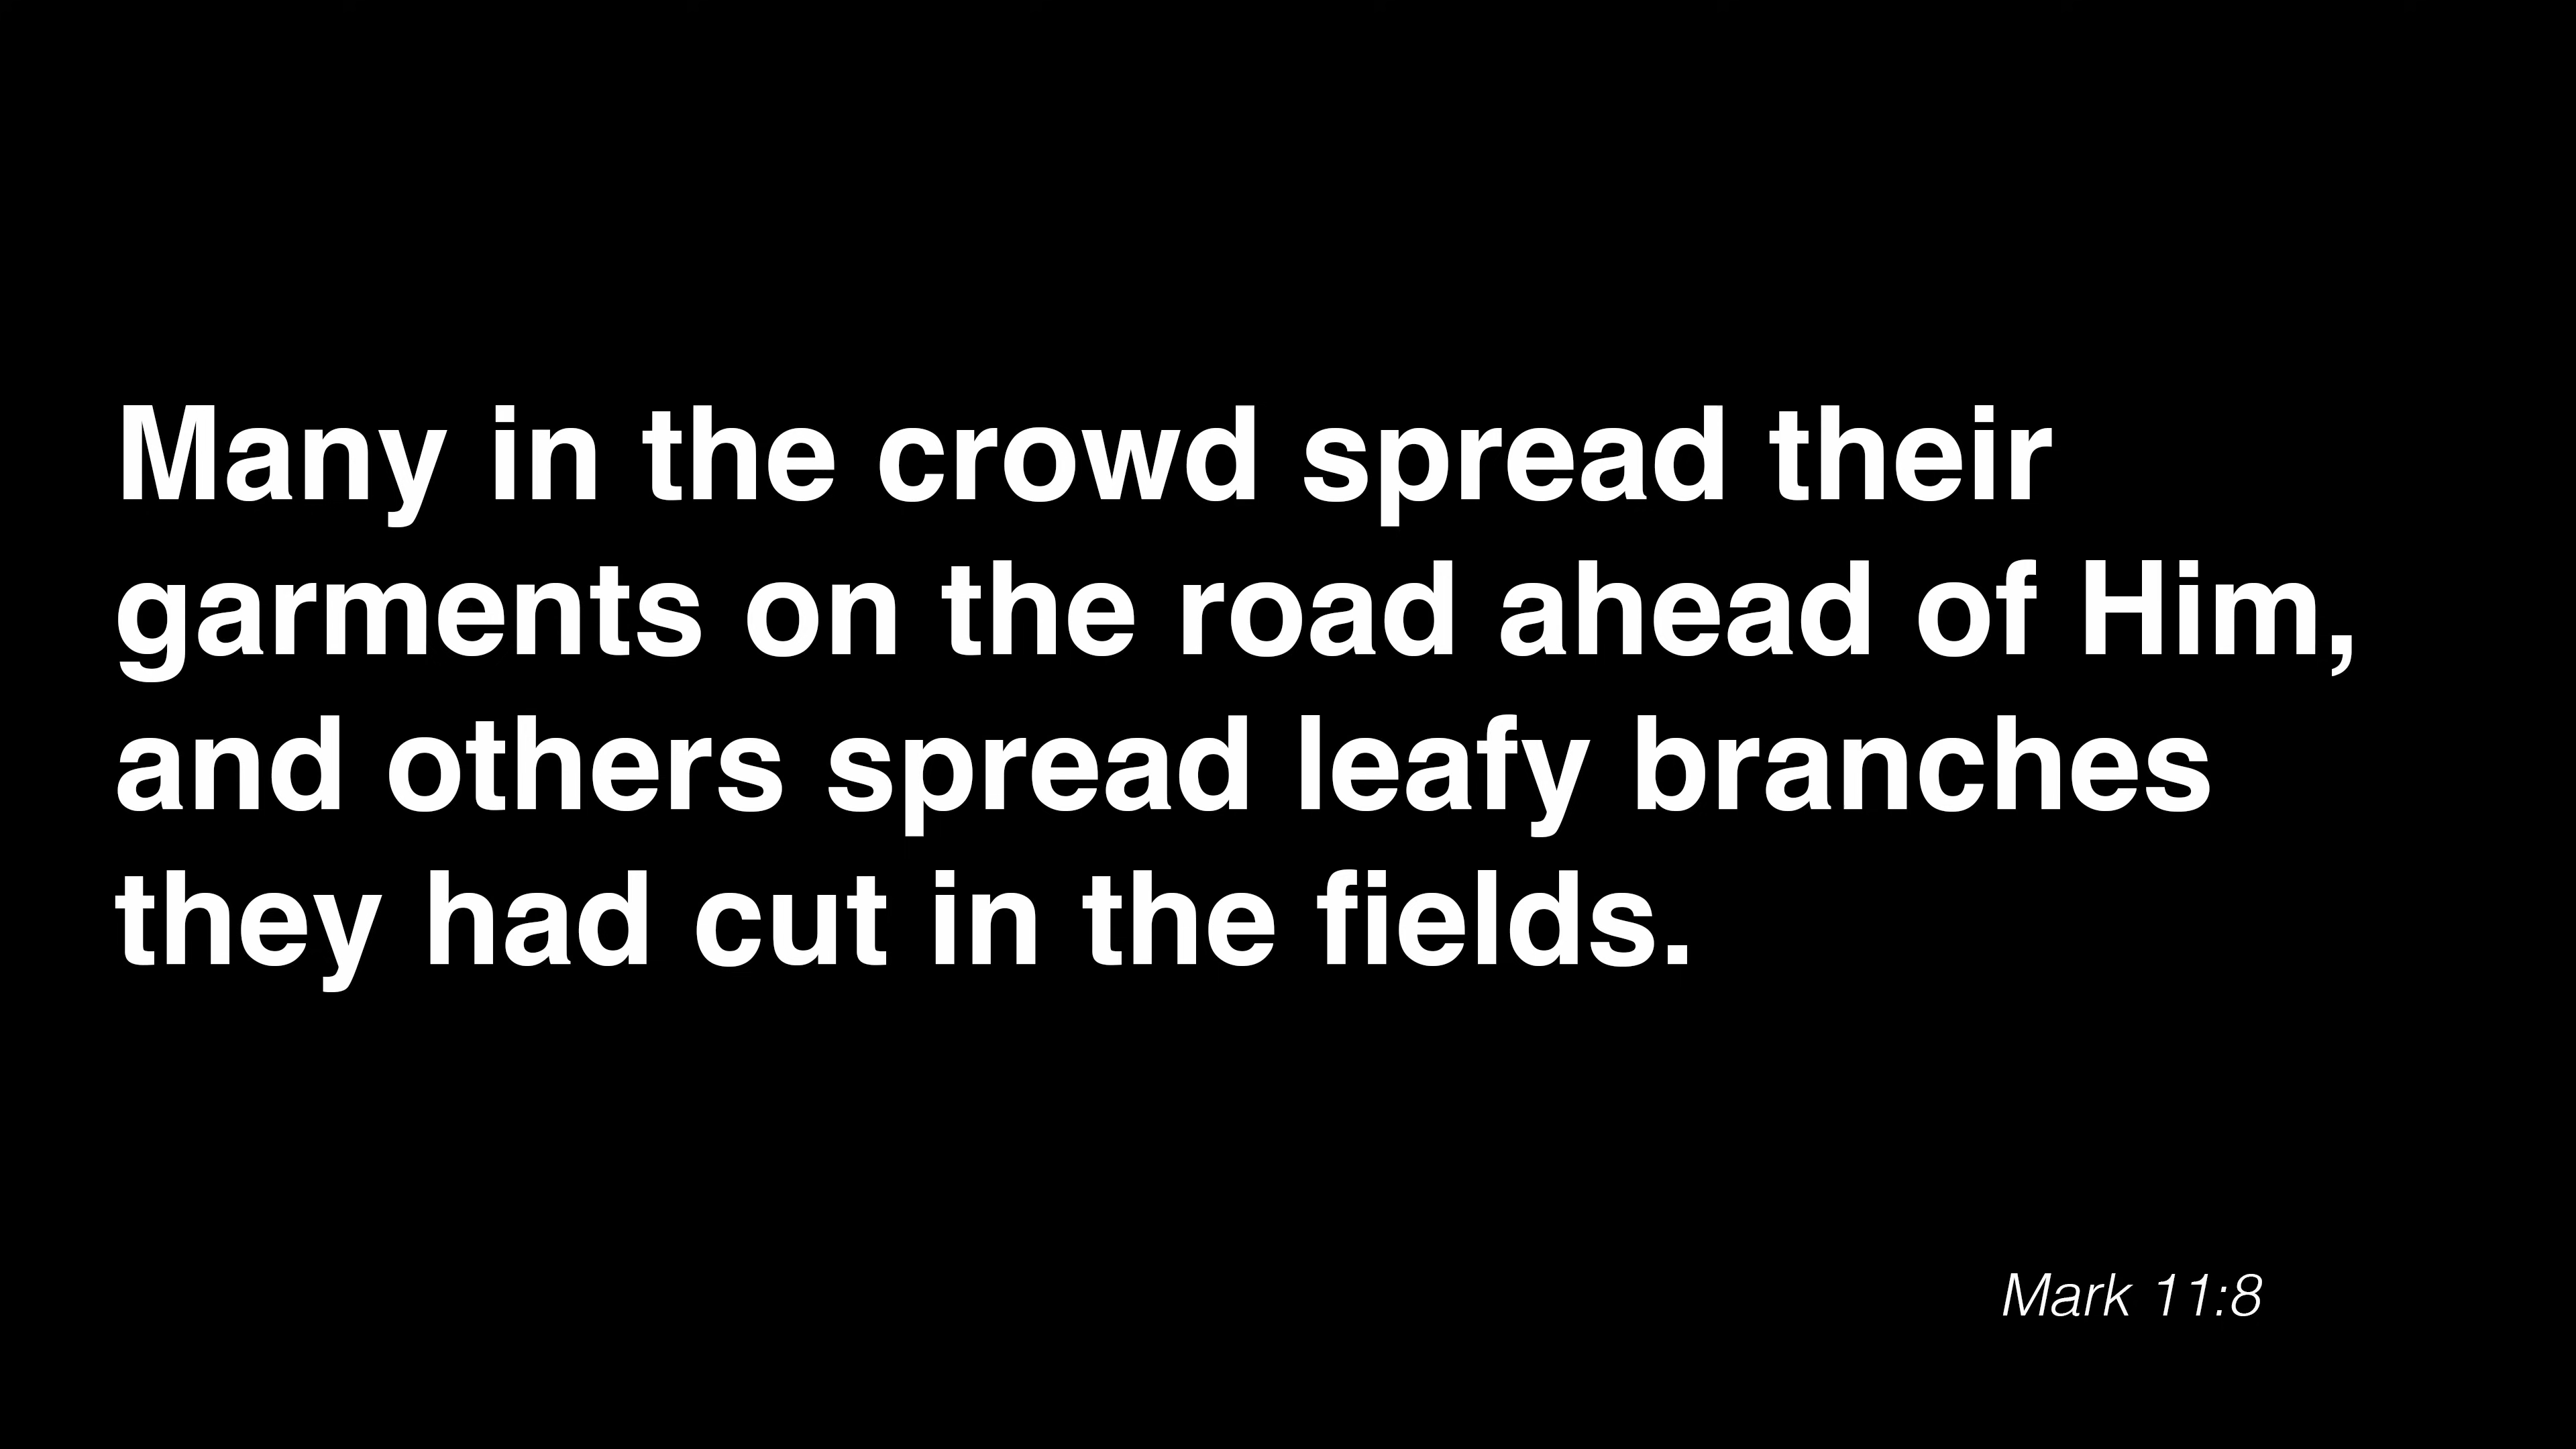 Many in the crowd spread their
garments on the road ahead of Him,
and others spread leafy branches
they had cut in the fields.
Mark 11:8